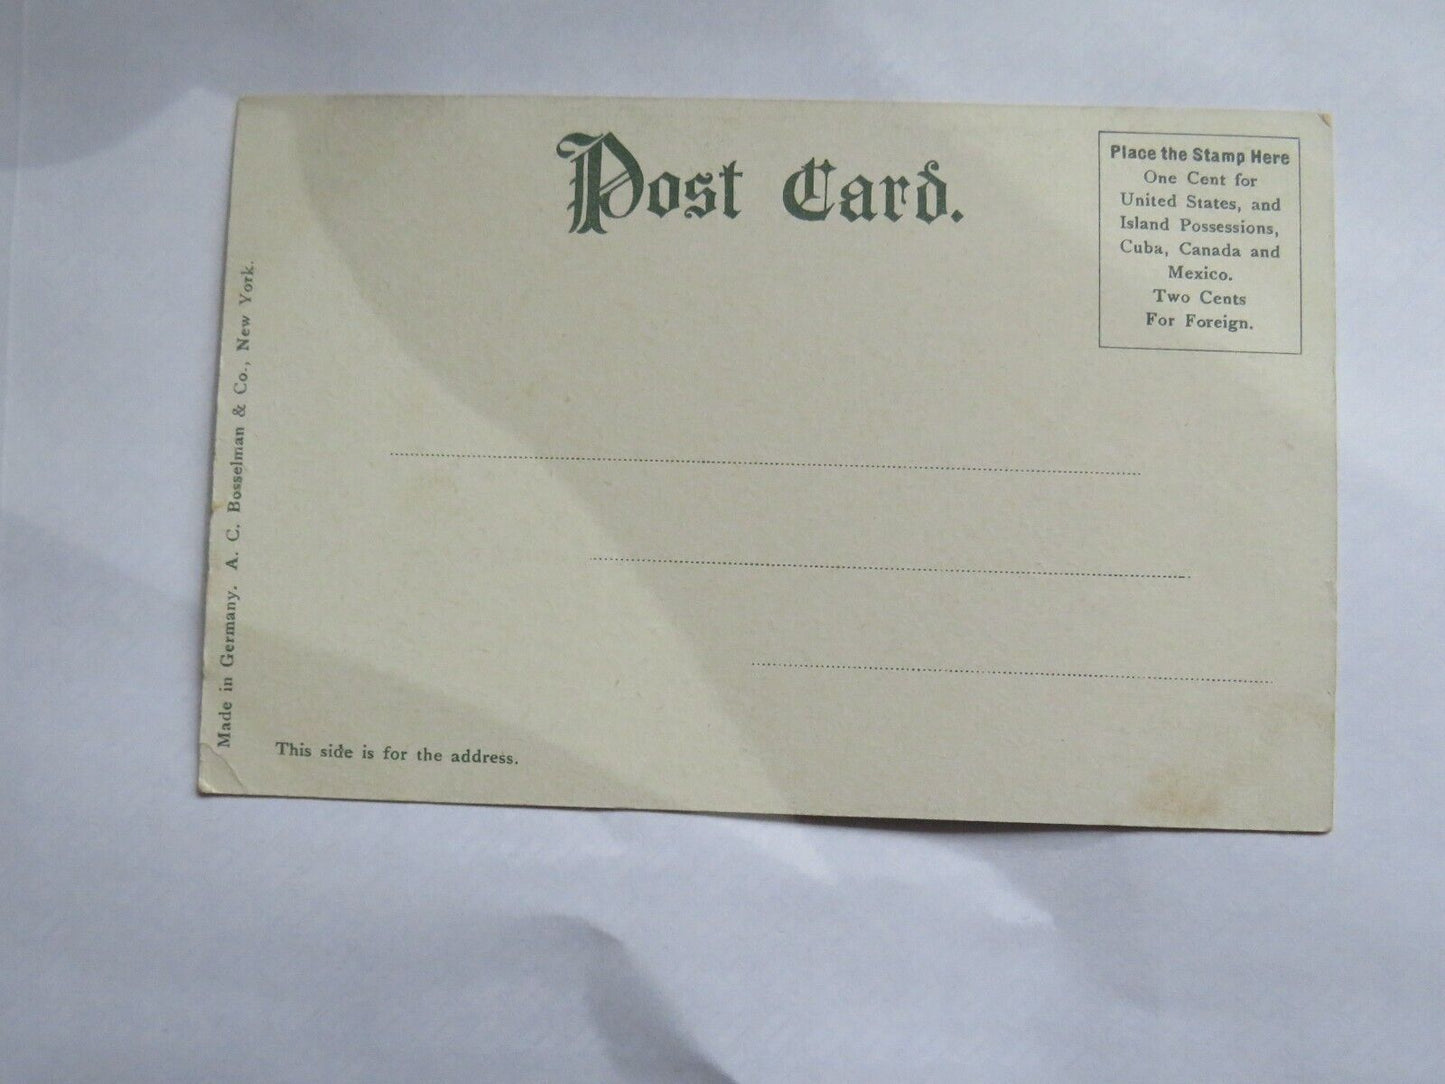 Post Card.
Place the Stamp Here
One Cent for
United States, and
Island Possessions,
Cuba, Canada and
Mexico.
Two Cents
For Foreign.
Made in Germany. A. C. Bosselman & Co., New York.
This side is for the address.